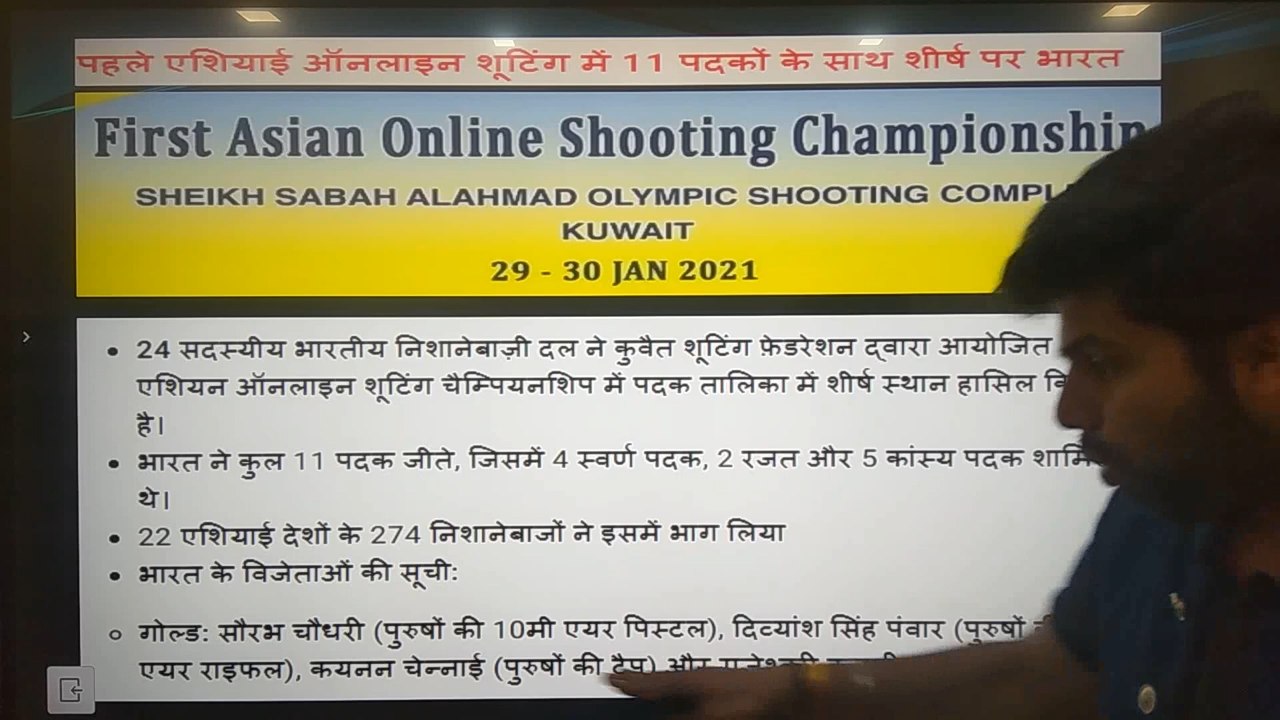 पहले एशियाई ऑनलाइन शूटिंग में 11 पदकों के साथ शीर्ष पर भारत
First Asian Online Shooting Championship
SHEIKH SABAH ALAHMAD OLYMPIC SHOOTING
KUWAIT
29 - 30 JAN 2021
• 24 सदस्यीय भारतीय निशानेबाज़ी दल ने कुवैत शूटिंग फ़ेडरेशन द्वारा आयोजित
एशियन ऑनलाइन शूटिंग चैम्पियनशिप में पदक तालिका में शीर्ष स्थान हासिल
है।
• भारत ने कुल 11 पदक जीते, जिसमें 4 स्वर्ण पदक, 2 रजत और 5 कांस्य पदक
थे।
• 22 एशियाई देशों के 274 निशानेबाजों ने इसमें भाग लिया
• भारत के विजेताओं की सूची:
o गोल्ड: सौरभ चौधरी (पुरुषों की 10मी एयर पिस्टल), दिव्यांश सिंह पंवार (पुरुषों
एयर राइफल), कयनन चेन्नाई (पुरुषों की ट्रैप) और